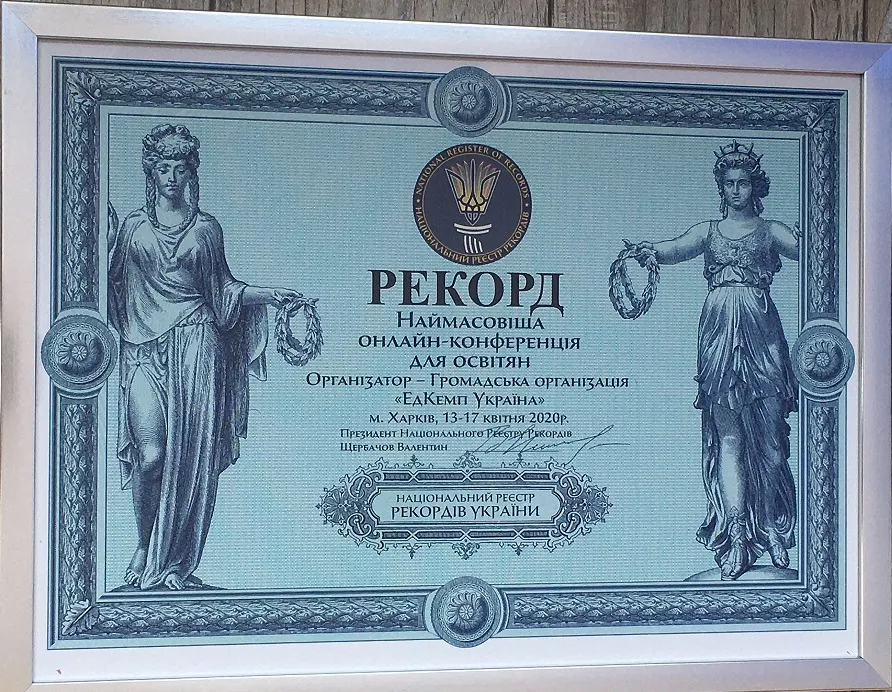 NATIONAL REGISTER OF RECORDS
НАЦІОНАЛЬНИЙ РЕЄСТР РЕКОРДІВ
РЕКОРД
Наймасовіша
онлайн-конференція
для освітян
Організатор – Громадська організація
«ЕдКемп Україна»
м. Харків, 13-17 квітня 2020р.
Президент Національного Реєстру Рекордів
Щербачов Валентин
НАЦІОНАЛЬНИЙ РЕЄСТР
РЕКОРДІВ УКРАЇНИ